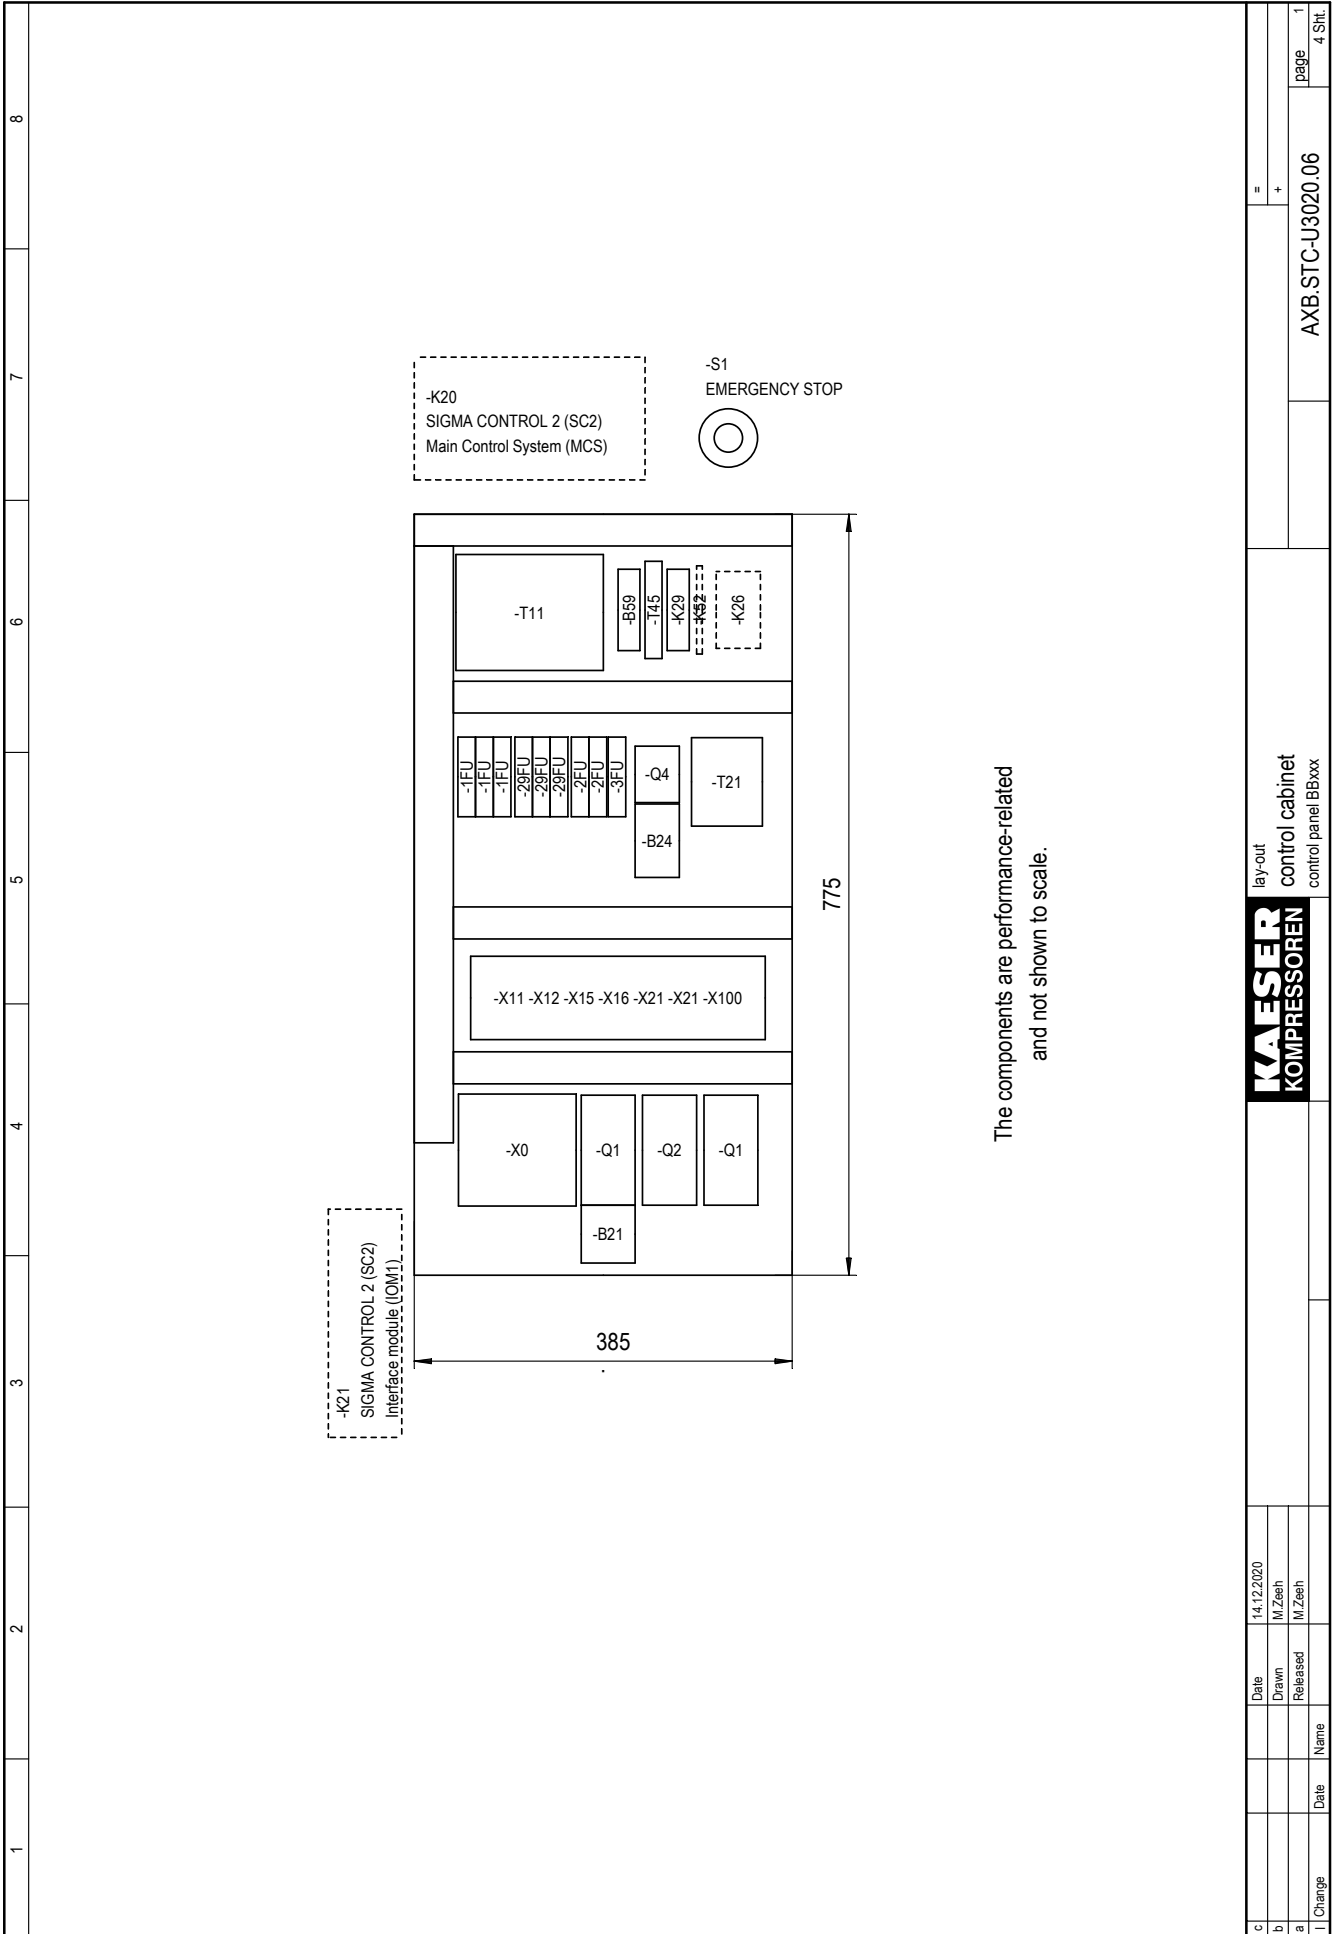 8
7
6
5
4
3
2
1
-K20
SIGMA CONTROL 2 (SC2)
Main Control System (MCS)
-S1
EMERGENCY STOP
-T11
-B59
-T45
-K29
-K52
-K26
-1FU
-1FU
-1FU
-29FU
-29FU
-29FU
-2FU
-2FU
-3FU
-Q4
-B24
-T21
-X11 -X12 -X15 -X16 -X21 -X21 -X100
-X0
-Q1
-B21
-Q2
-Q1
775
385
-K21
SIGMA CONTROL 2 (SC2)
Interface module (IOM1)
The components are performance-related
and not shown to scale.
c
b
a
l
Change
Date
Name
Date
14.12.2020
Drawn
M.Zeeh
Released
M.Zeeh
KAESER
KOMPRESSOREN
lay-out
control cabinet
control panel BBxxx
=
+
AXB.STC-U3020.06
page 1
4 Sht.